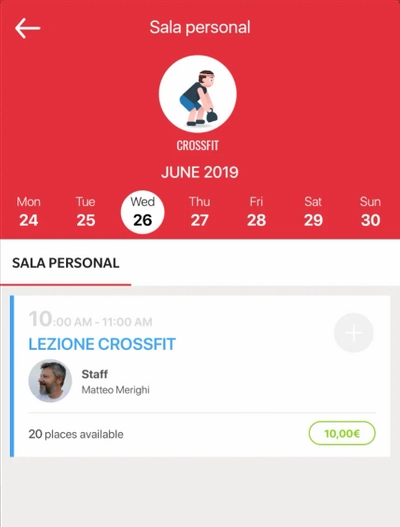 Sala personal
CROSSFIT
JUNE 2019
Mon Tue Wed Thu Fri Sat Sun
24 25 26 27 28 29 30
SALA PERSONAL
10:00 AM - 11:00 AM
LEZIONE CROSSFIT
Staff
Matteo Merighi
20 places available
10,00€